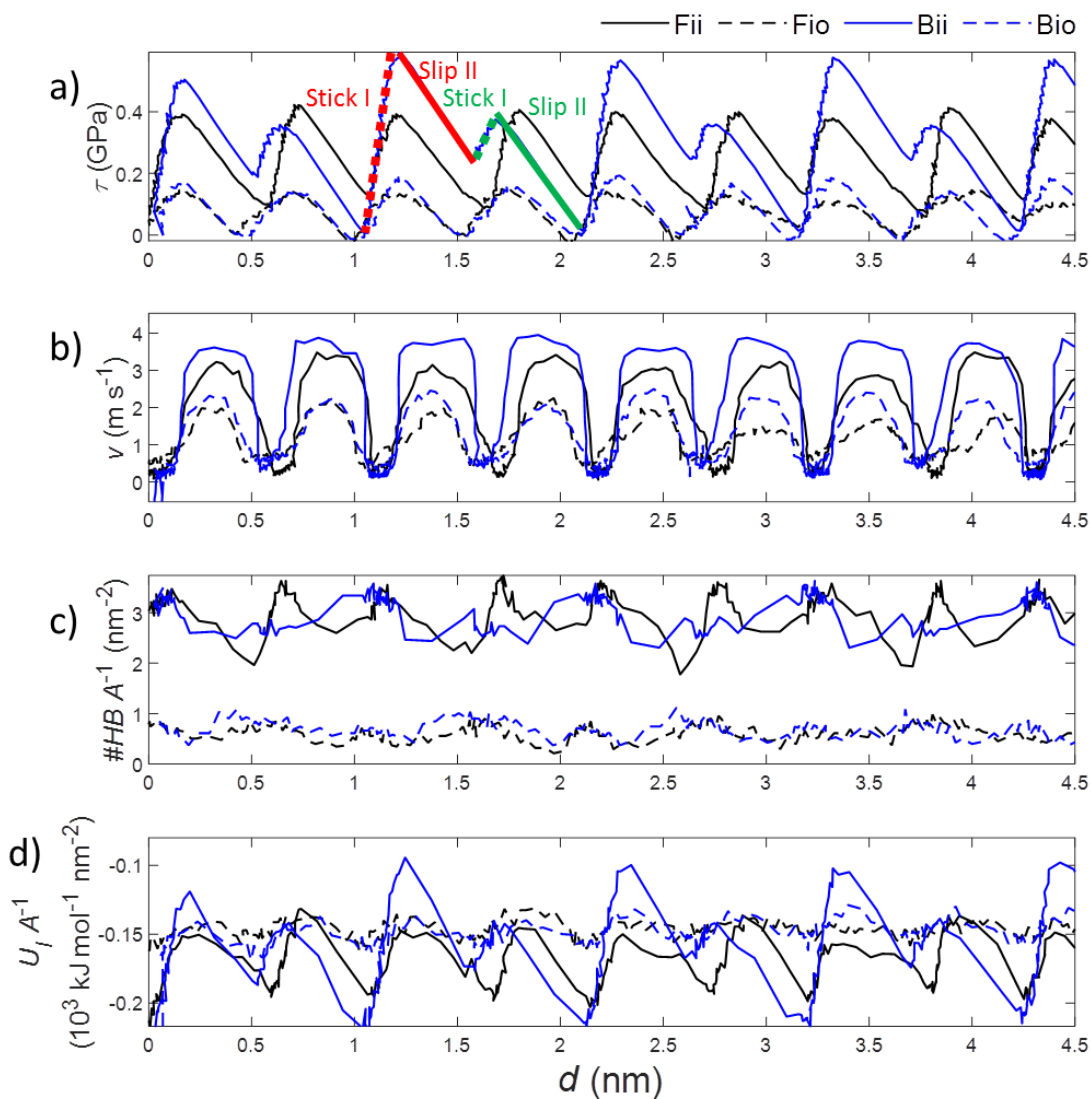 Fii Fio Bii Bio
a)
τ (GPa)
0.4
0.2
0
Stick I
Slip II
Stick I
Slip II
0 0.5 1 1.5 2 2.5 3 3.5 4 4.5
b)
v (m s⁻¹)
4
3
2
1
0
0 0.5 1 1.5 2 2.5 3 3.5 4 4.5
c)
#HB A⁻¹ (nm⁻²)
3
2
1
0
0 0.5 1 1.5 2 2.5 3 3.5 4 4.5
d)
U_I A⁻¹
(10³ kJ mol⁻¹ nm⁻²)
-0.1
-0.15
-0.2
0 0.5 1 1.5 2 2.5 3 3.5 4 4.5
d (nm)